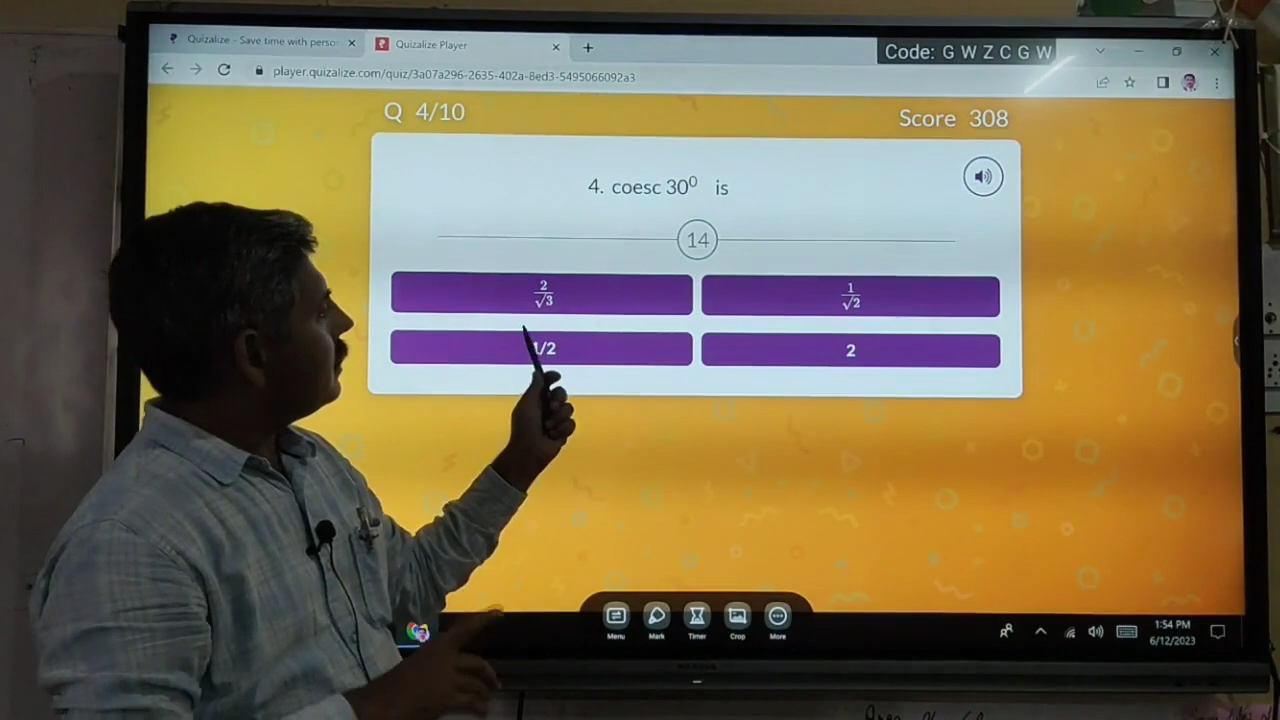 Quizalize - Save time with perso
Quizalize Player
Code: G W Z C G W
player.quizalize.com/quiz/3a07a296-2635-402a-8ed3-5495066092a3
Q 4/10
Score 308
4. coesc 30⁰ is
14
2/√3
1/√2
1/2
2
Menu
Mark
Timer
Crop
More
1:54 PM
6/12/2023